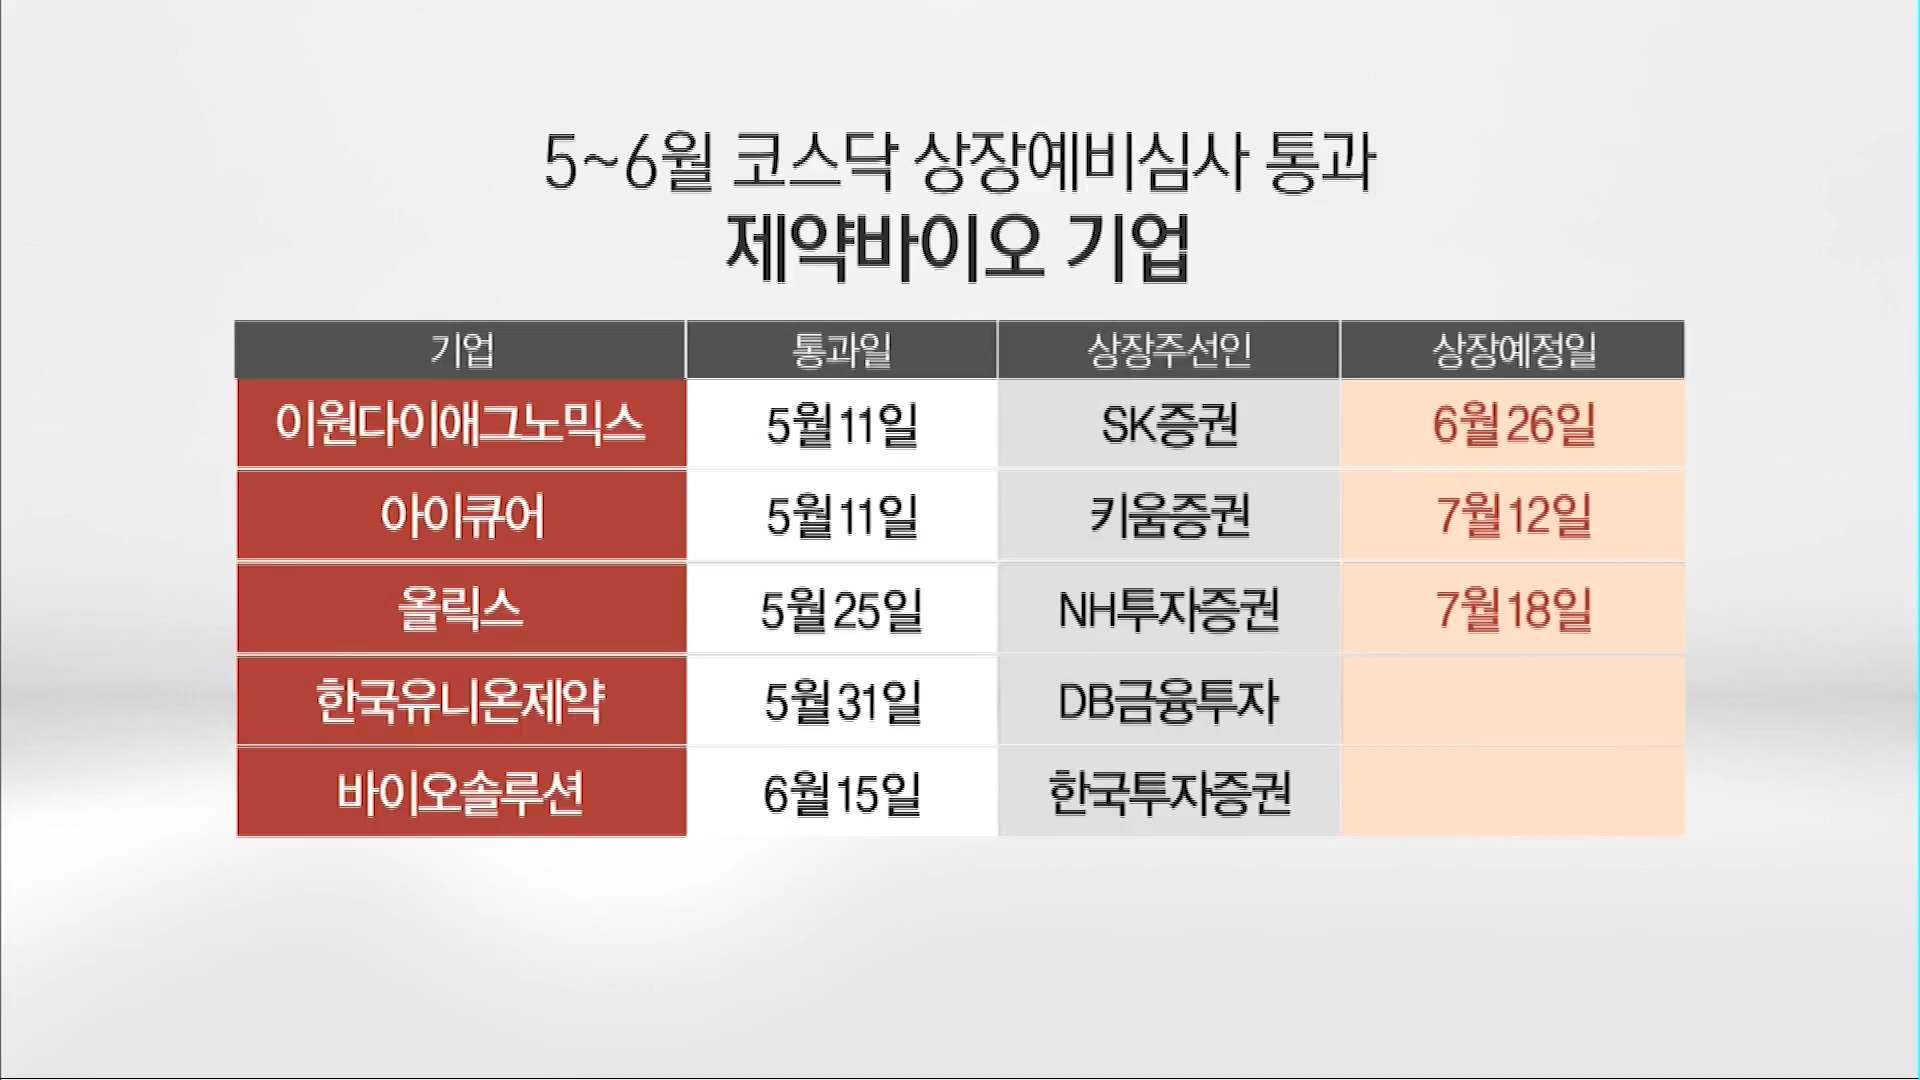 5~6월 코스닥 상장예비심사 통과
제약바이오 기업
기업 통과일 상장주선인 상장예정일
이원다이애그노믹스 5월 11일 SK증권 6월 26일
아이큐어 5월 11일 키움증권 7월 12일
올릭스 5월 25일 NH투자증권 7월 18일
한국유니온제약 5월 31일 DB금융투자
바이오솔루션 6월 15일 한국투자증권